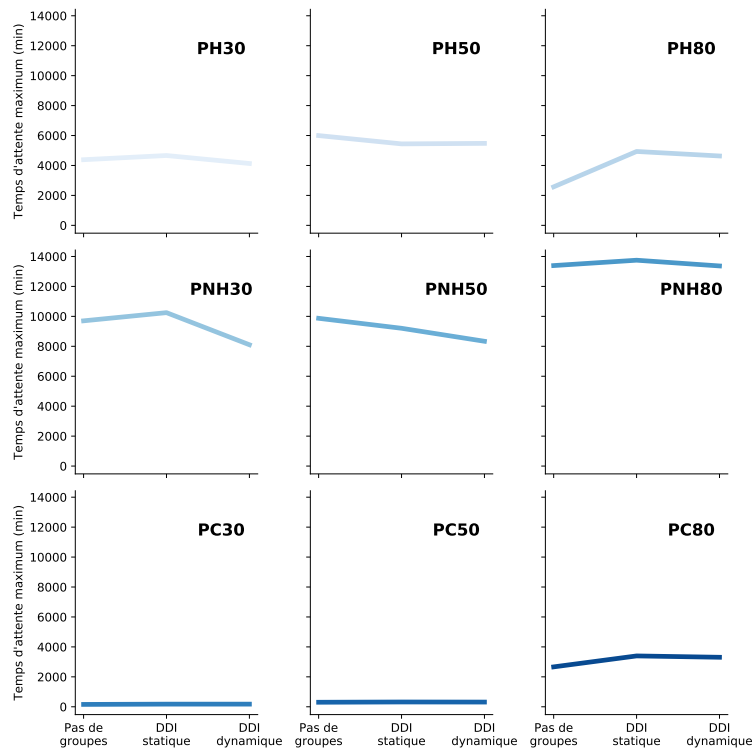 14000
12000
10000
8000
6000
4000
2000
0
Temps d'attente maximum (min)
PH30
PH50
PH80
14000
12000
10000
8000
6000
4000
2000
0
Temps d'attente maximum (min)
PNH30
PNH50
PNH80
14000
12000
10000
8000
6000
4000
2000
0
Temps d'attente maximum (min)
PC30
PC50
PC80
Pas de
groupes
DDI
statique
DDI
dynamique
Pas de
groupes
DDI
statique
DDI
dynamique
Pas de
groupes
DDI
statique
DDI
dynamique